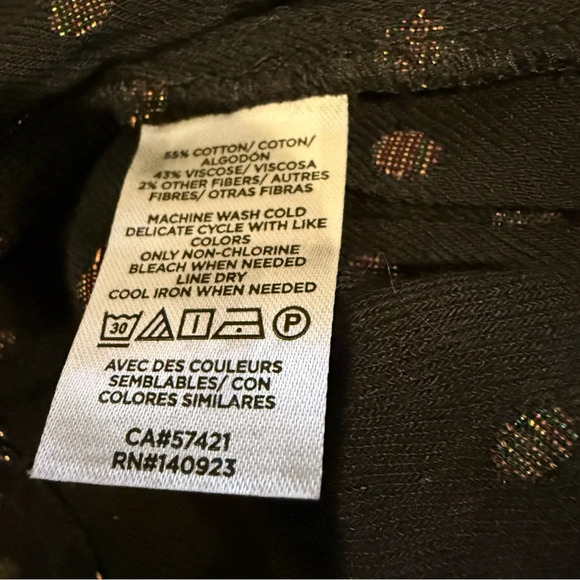 55% COTTON/ COTON/
ALGODÓN
43% VISCOSE/ VISCOSA
2% OTHER FIBERS/ AUTRES
FIBRES/ OTRAS FIBRAS
MACHINE WASH COLD
DELICATE CYCLE WITH LIKE
COLORS
ONLY NON-CHLORINE
BLEACH WHEN NEEDED
LINE DRY
COOL IRON WHEN NEEDED
30 P
AVEC DES COULEURS
SEMBLABLES/ CON
COLORES SIMILARES
CA#57421
RN#140923